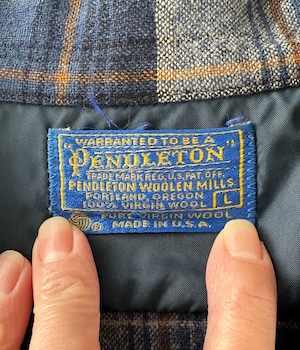 WARRANTED TO BE A
"PENDLETON"
TRADE MARK REG. U.S. PAT. OFF.
PENDLETON WOOLEN MILLS
PORTLAND, OREGON
100% VIRGIN WOOL L
PURE VIRGIN WOOL
MADE IN U.S.A.